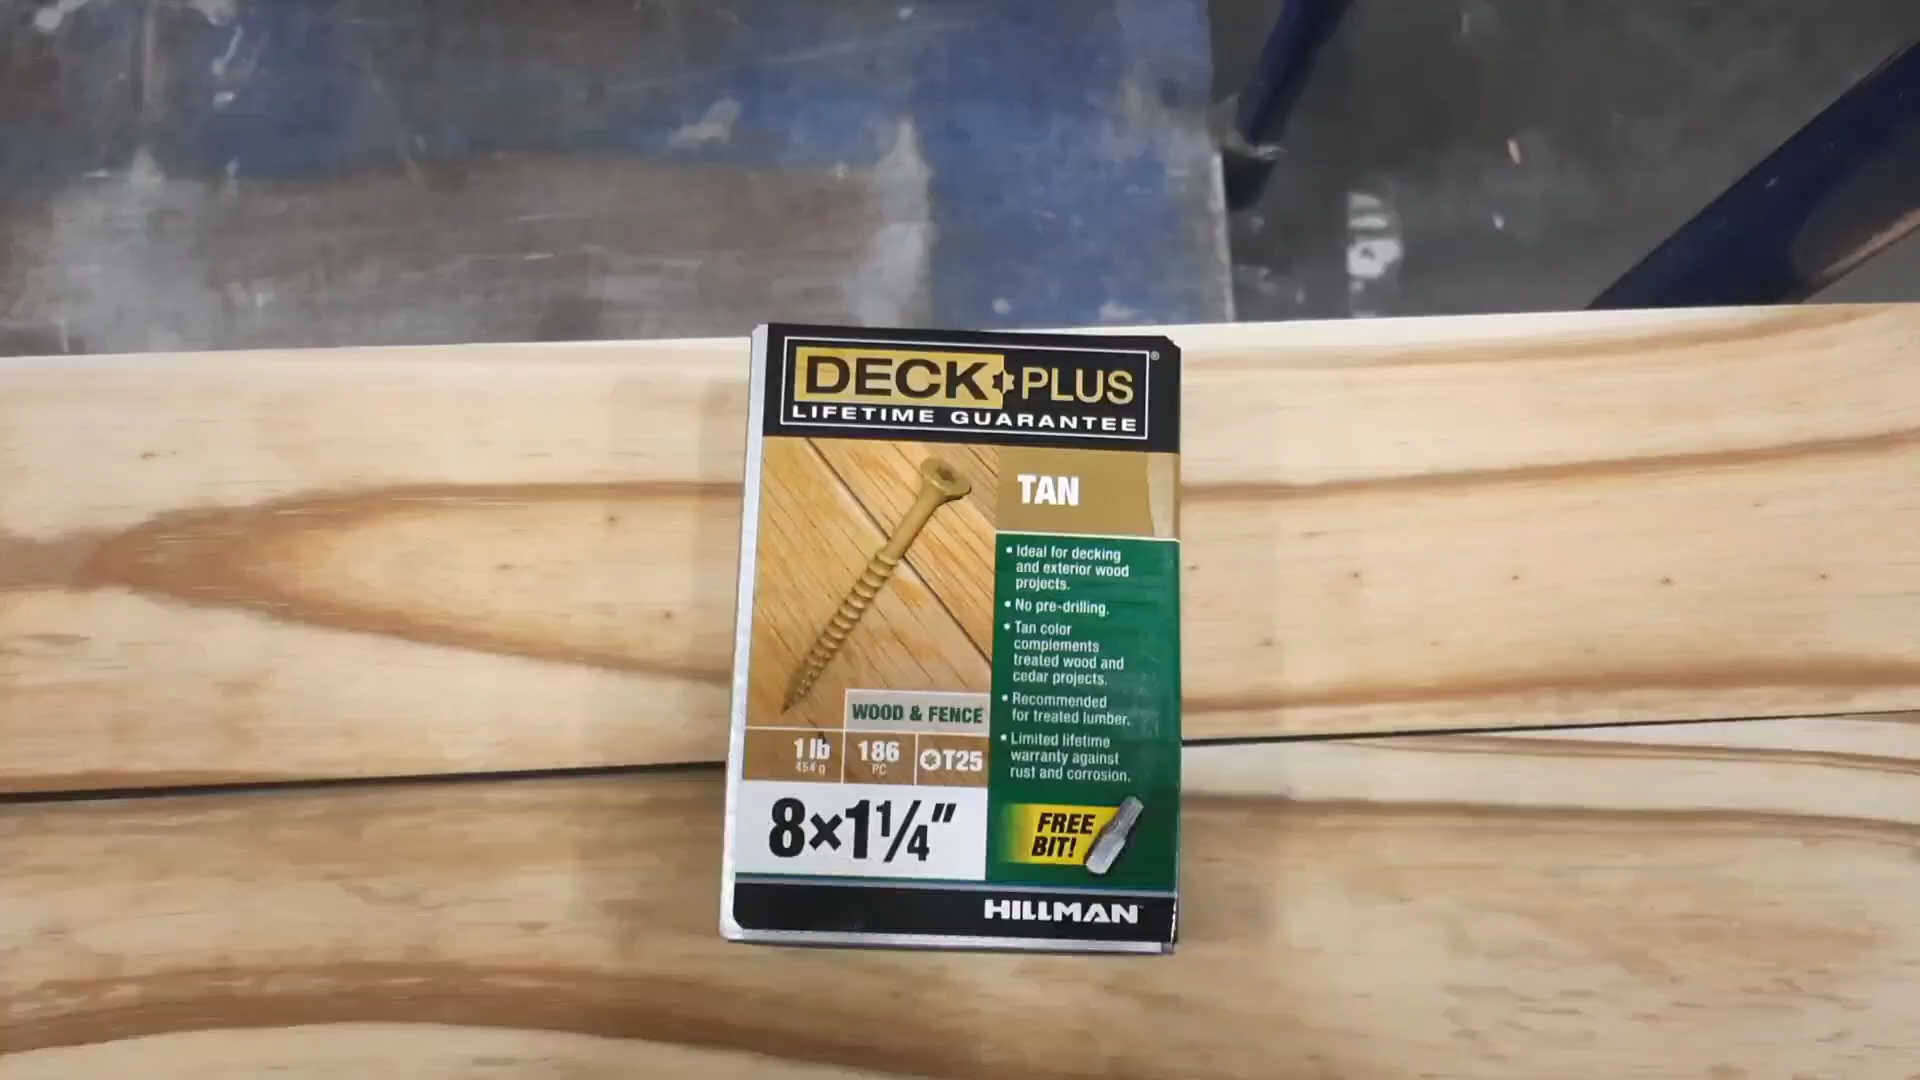 DECK PLUS®
LIFETIME GUARANTEE
TAN
• Ideal for decking
and exterior wood
projects.
• No pre-drilling.
• Tan color
complements
treated wood and
cedar projects.
• Recommended
for treated lumber.
• Limited lifetime
warranty against
rust and corrosion.
WOOD & FENCE
1 lb
454 g
186
PC
T25
8×1¼"
FREE
BIT!
HILLMAN™